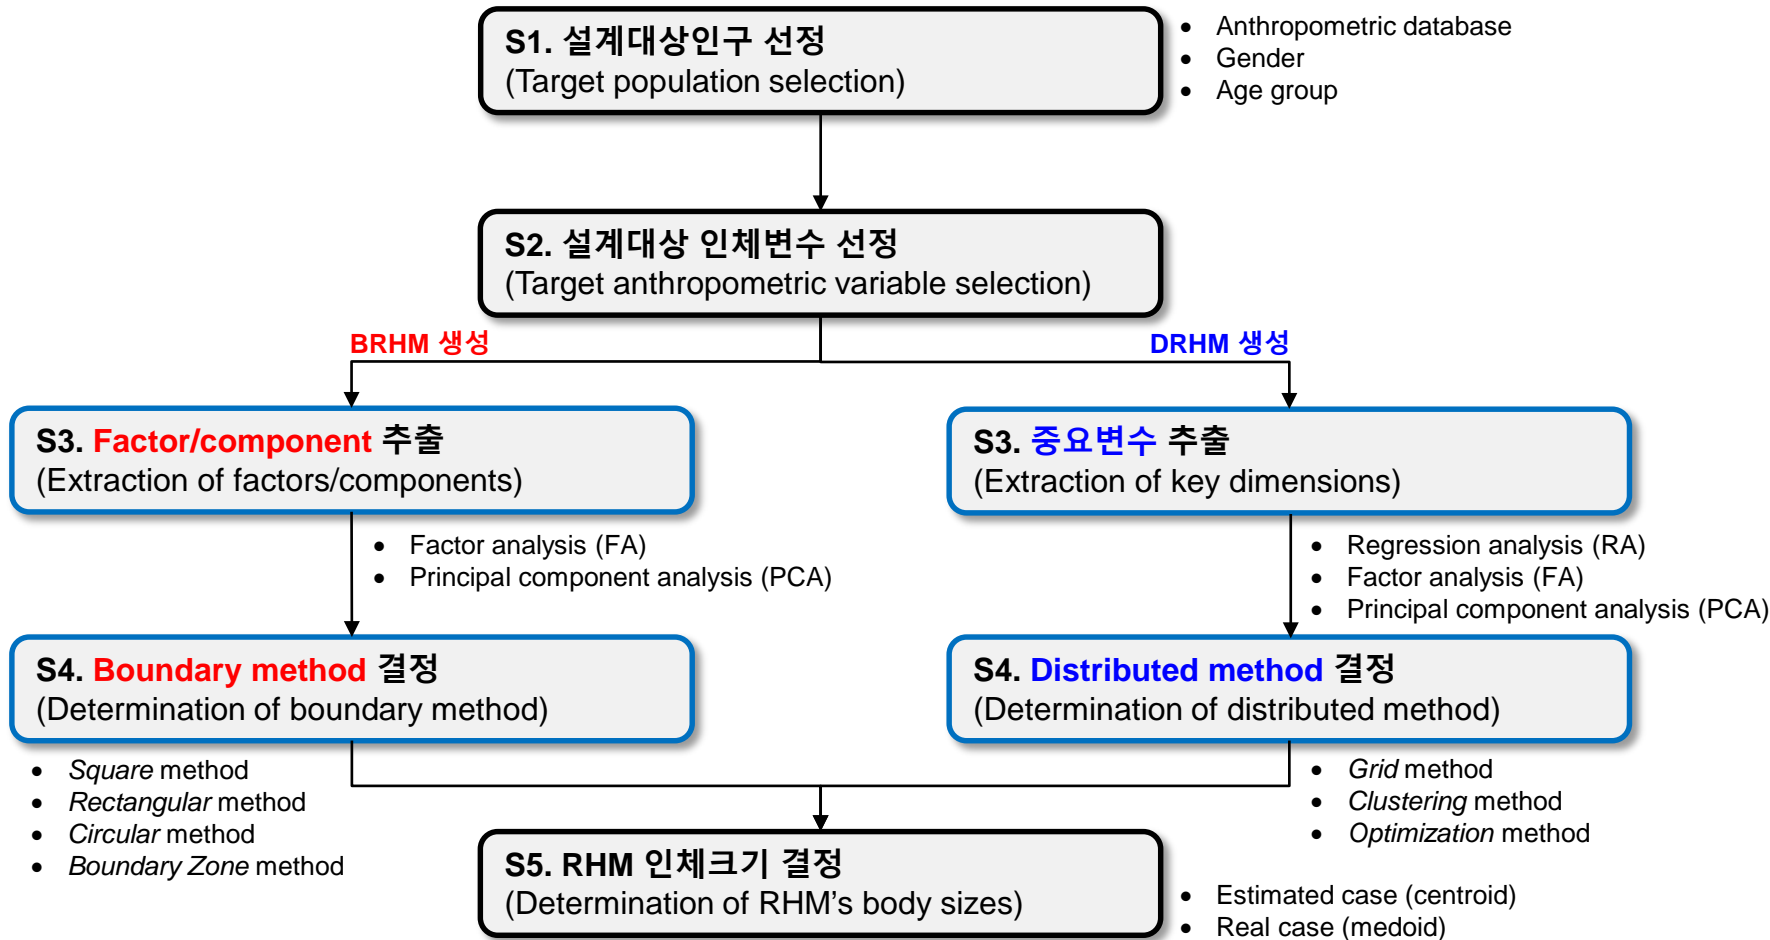 S1. 설계대상인구 선정
(Target population selection)
• Anthropometric database
• Gender
• Age group
S2. 설계대상 인체변수 선정
(Target anthropometric variable selection)
BRHM 생성
DRHM 생성
S3. Factor/component 추출
(Extraction of factors/components)
S3. 중요변수 추출
(Extraction of key dimensions)
• Factor analysis (FA)
• Principal component analysis (PCA)
• Regression analysis (RA)
• Factor analysis (FA)
• Principal component analysis (PCA)
S4. Boundary method 결정
(Determination of boundary method)
S4. Distributed method 결정
(Determination of distributed method)
• Square method
• Rectangular method
• Circular method
• Boundary Zone method
• Grid method
• Clustering method
• Optimization method
S5. RHM 인체크기 결정
(Determination of RHM's body sizes)
• Estimated case (centroid)
• Real case (medoid)